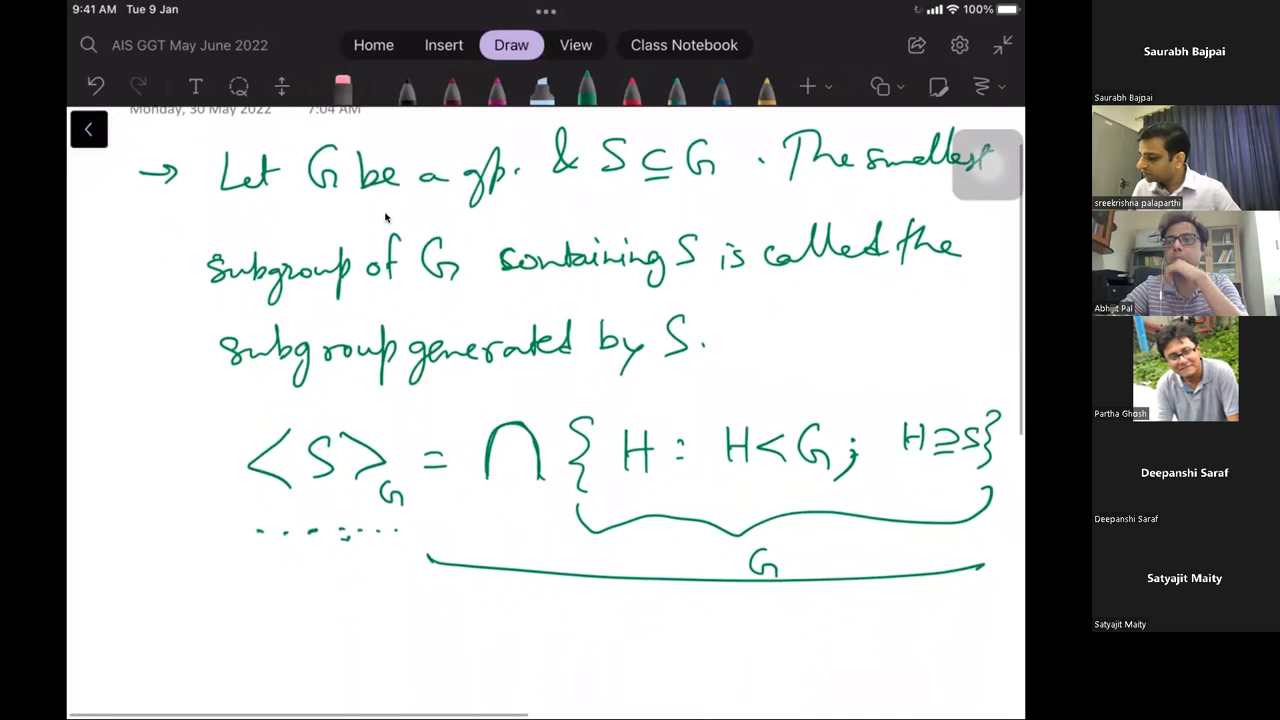 9:41 AM Tue 9 Jan
100%
AIS GGT May June 2022
Home Insert Draw View Class Notebook
Monday, 30 May 2022 7:04 AM
→ Let G be a gp. & S ⊆ G . The smallest
subgroup of G containing S is called the
subgroup generated by S.
<S>_G = ∩ { H : H < G ; H ⊇ S}
G
Saurabh Bajpai
Saurabh Bajpai
sreekrishna palaparthi
Abhijit Pal
Partha Ghosh
Deepanshi Saraf
Deepanshi Saraf
Satyajit Maity
Satyajit Maity